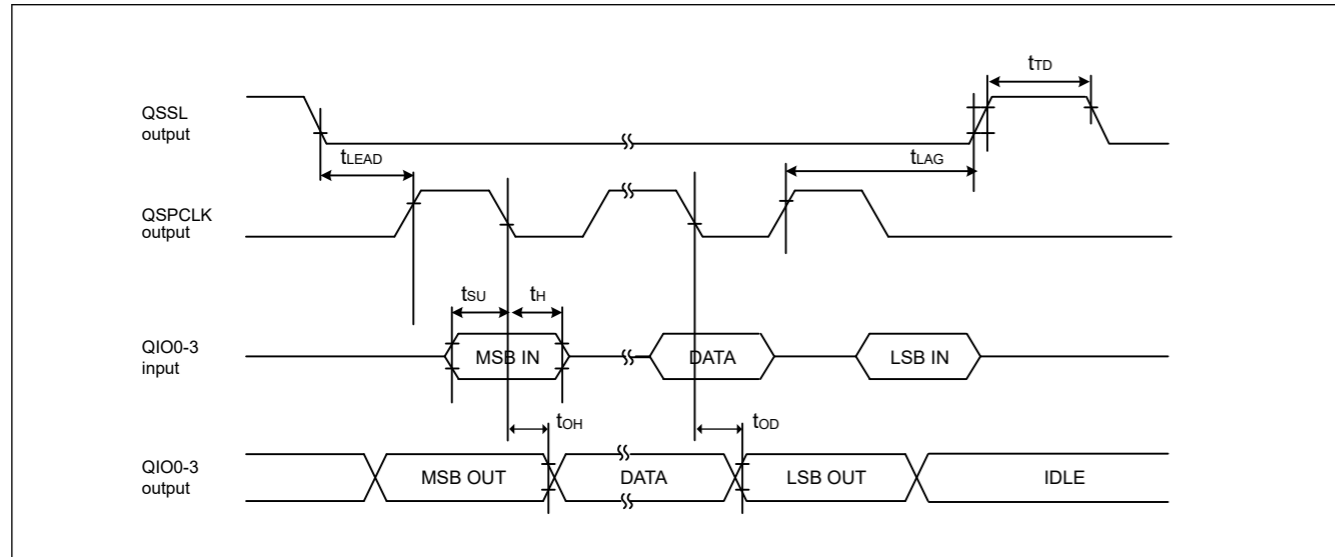 tTD
QSSL
output
tLEAD
tLAG
QSPCLK
output
tSU
tH
QIO0-3
input
MSB IN
DATA
LSB IN
tOH
tOD
QIO0-3
output
MSB OUT
DATA
LSB OUT
IDLE